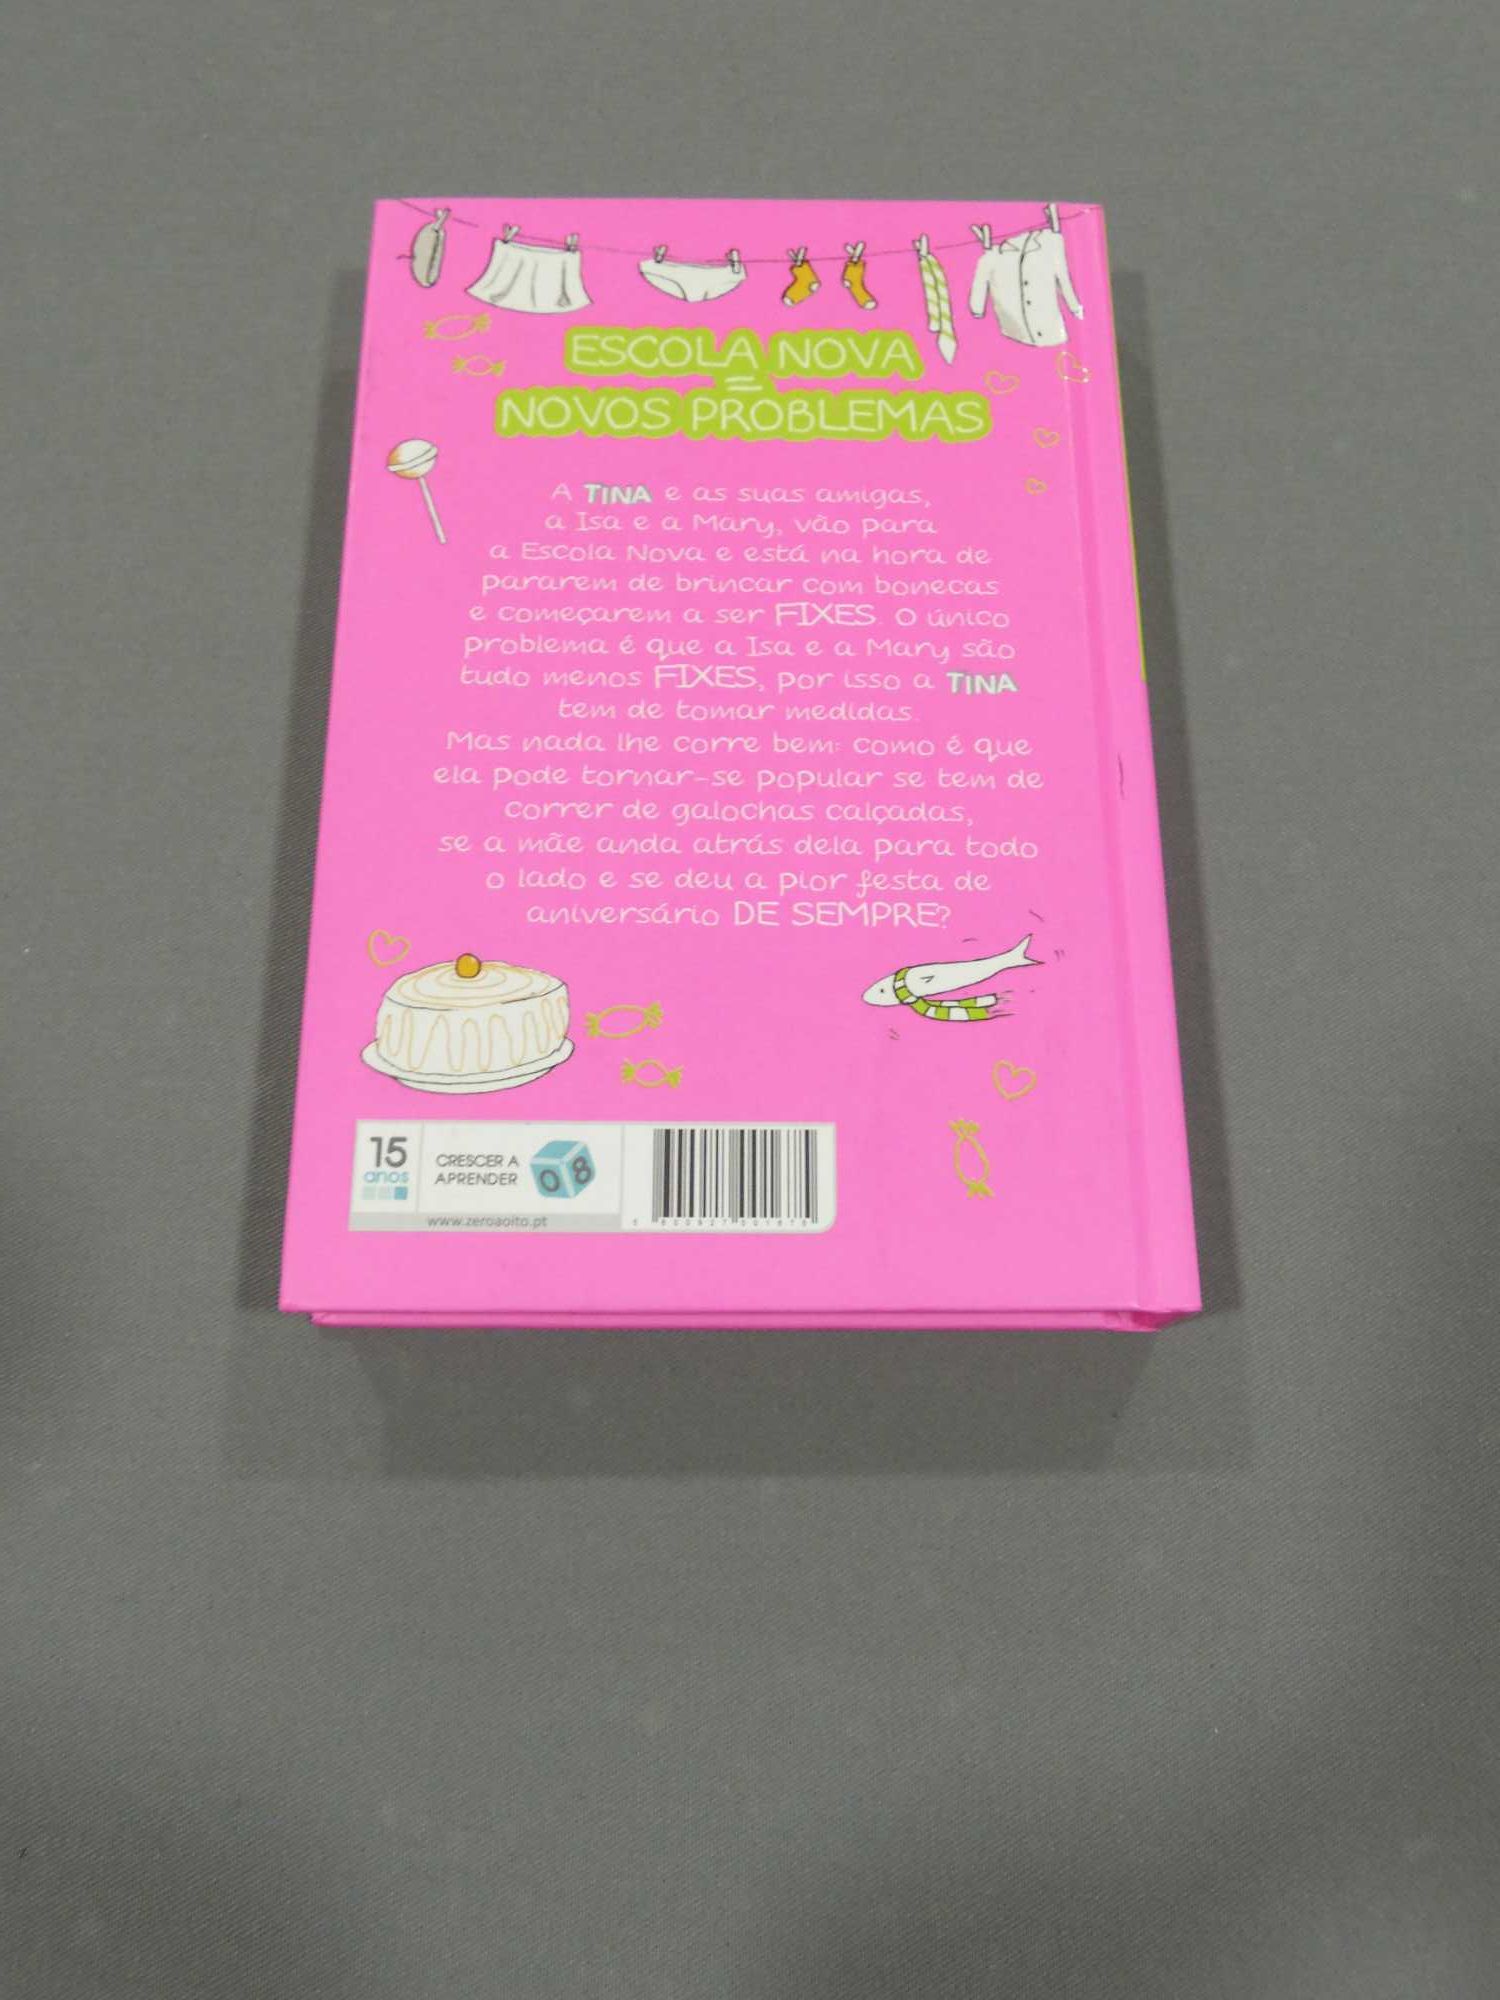 ESCOLA NOVA
=
NOVOS PROBLEMAS
A TINA e as suas amigas,
a Isa e a Mary, vão para
a Escola Nova e está na hora de
pararem de brincar com bonecas
e começarem a ser FIXES. O único
problema é que a Isa e a Mary são
tudo menos FIXES, por isso a TINA
tem de tomar medidas.
Mas nada lhe corre bem: como é que
ela pode tornar-se popular se tem de
correr de galochas calçadas,
se a mãe anda atrás dela para todo
o lado e se deu a pior festa de
aniversário DE SEMPRE?
15
anos
CRESCER A
APRENDER
0 8
www.zeroaoito.pt